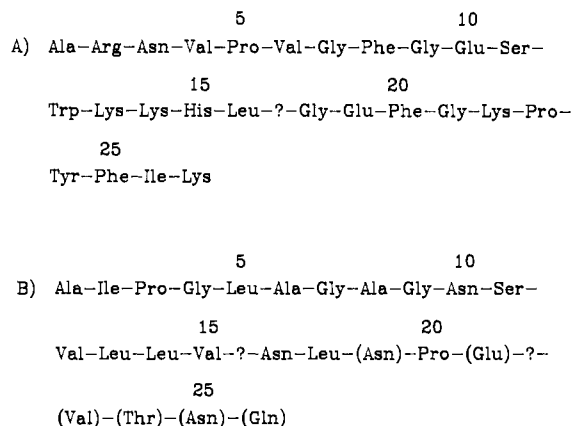 5 10
A) Ala-Arg-Asn-Val-Pro-Val-Gly-Phe-Gly-Glu-Ser-
15 20
Trp-Lys-Lys-His-Leu-?-Gly-Glu-Phe-Gly-Lys-Pro-
25
Tyr-Phe-Ile-Lys
5 10
B) Ala-Ile-Pro-Gly-Leu-Ala-Gly-Ala-Gly-Asn-Ser-
15 20
Val-Leu-Leu-Val-?-Asn-Leu-(Asn)-Pro-(Glu)-?-
25
(Val)-(Thr)-(Asn)-(Gln)